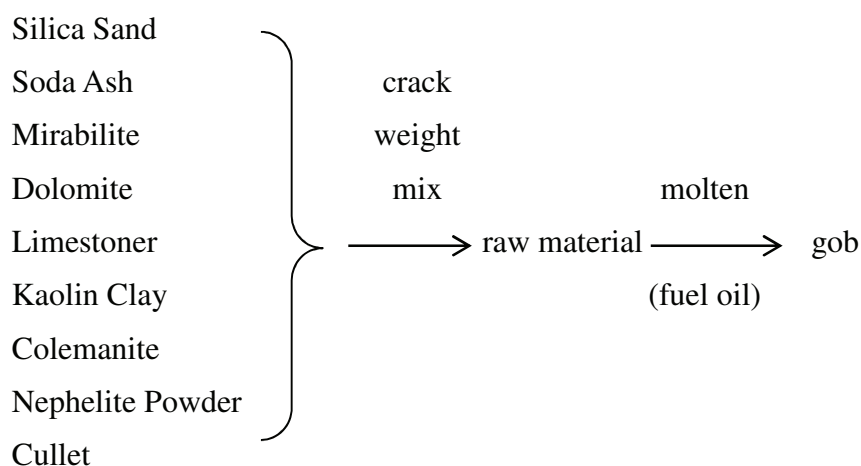 Silica Sand
Soda Ash
crack
Mirabilite
weight
Dolomite
mix
molten
Limestoner
raw material
gob
Kaolin Clay
(fuel oil)
Colemanite
Nephelite Powder
Cullet